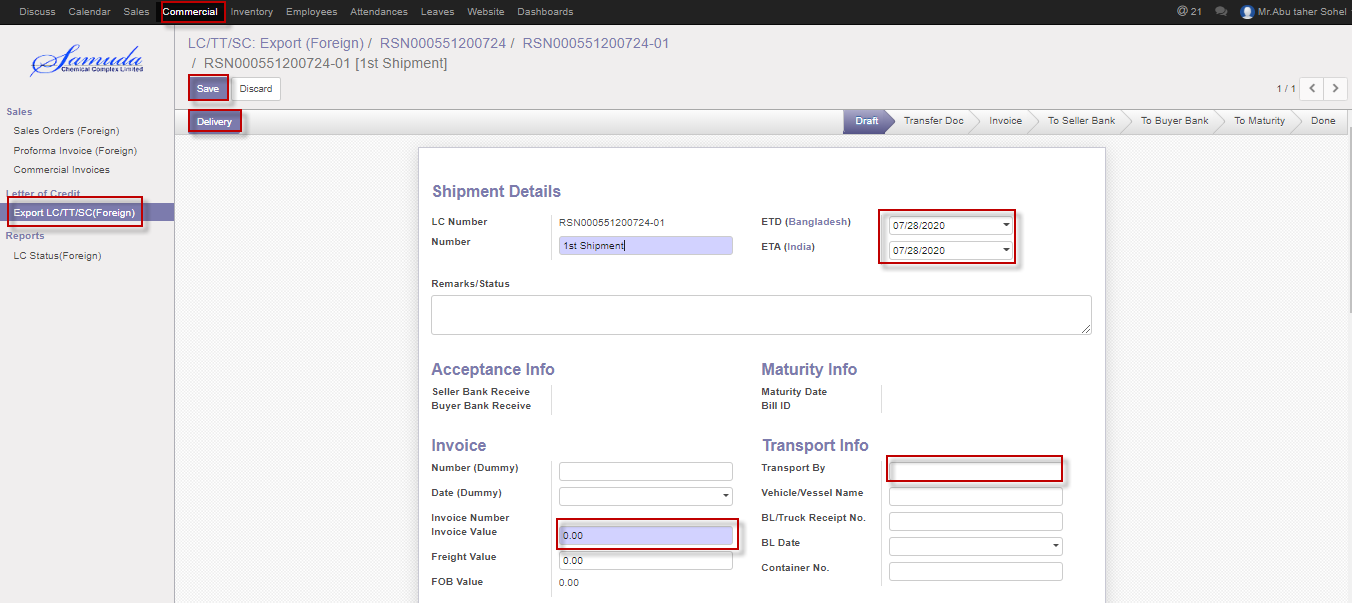 Discuss Calendar Sales Commercial Inventory Employees Attendances Leaves Website Dashboards @ 21 Mr.Abu taher Sohel
Samuda
Chemical Complex Limited
LC/TT/SC: Export (Foreign) / RSN000551200724 / RSN000551200724-01
/ RSN000551200724-01 [1st Shipment]
Save Discard 1 / 1
Delivery Draft Transfer Doc Invoice To Seller Bank To Buyer Bank To Maturity Done
Sales
Sales Orders (Foreign)
Proforma Invoice (Foreign)
Commercial Invoices
Letter of Credit
Export LC/TT/SC(Foreign)
Reports
LC Status(Foreign)
Shipment Details
LC Number RSN000551200724-01 ETD (Bangladesh) 07/28/2020
Number 1st Shipment ETA (India) 07/28/2020
Remarks/Status
Acceptance Info Maturity Info
Seller Bank Receive Maturity Date
Buyer Bank Receive Bill ID
Invoice Transport Info
Number (Dummy) Transport By
Date (Dummy) Vehicle/Vessel Name
Invoice Number BL/Truck Receipt No.
Invoice Value 0.00 BL Date
Freight Value 0.00 Container No.
FOB Value 0.00